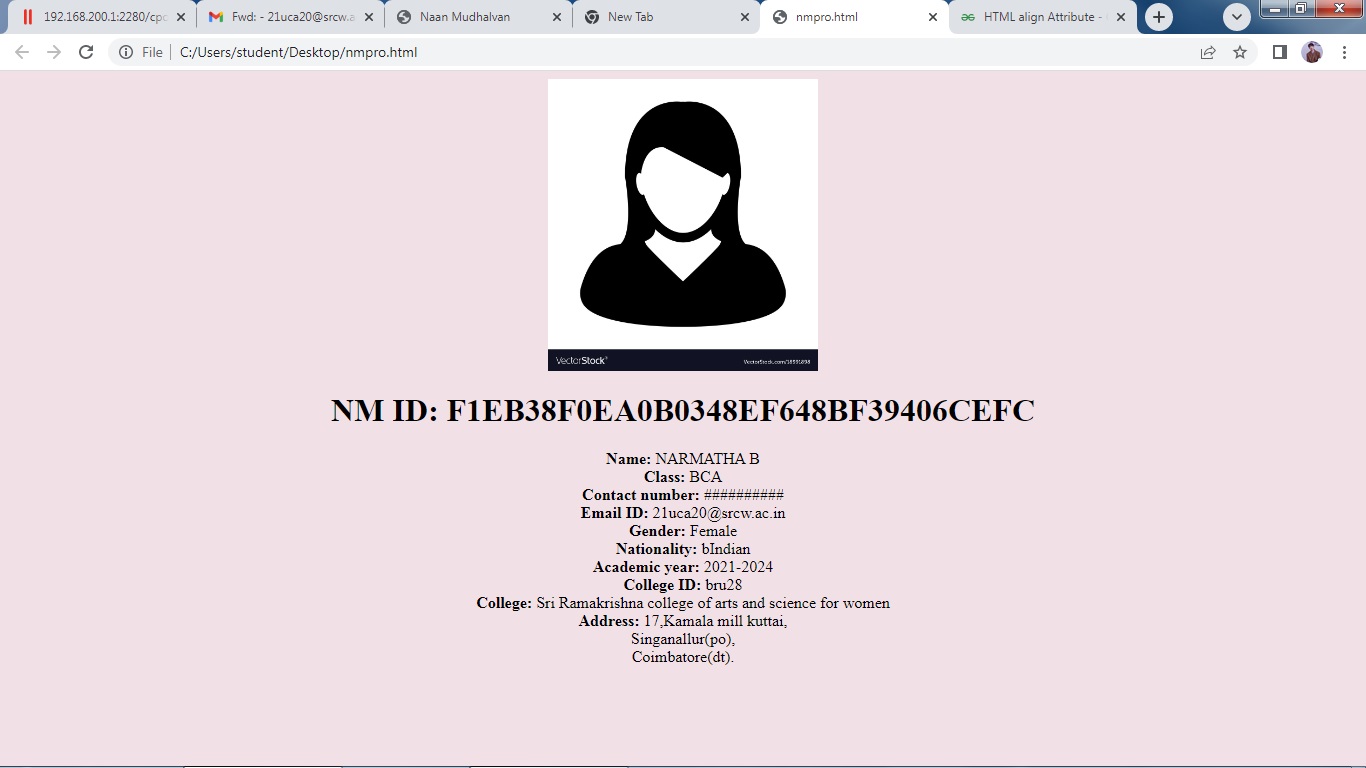 192.168.200.1:2280/cpc
Fwd: - 21uca20@srcw.a
Naan Mudhalvan
New Tab
nmpro.html
HTML align Attribute -
File
C:/Users/student/Desktop/nmpro.html
VectorStock®
VectorStock.com/18591898
NM ID: F1EB38F0EA0B0348EF648BF39406CEFC
Name: NARMATHA B
Class: BCA
Contact number: ##########
Email ID: 21uca20@srcw.ac.in
Gender: Female
Nationality: bIndian
Academic year: 2021-2024
College ID: bru28
College: Sri Ramakrishna college of arts and science for women
Address: 17,Kamala mill kuttai,
Singanallur(po),
Coimbatore(dt).